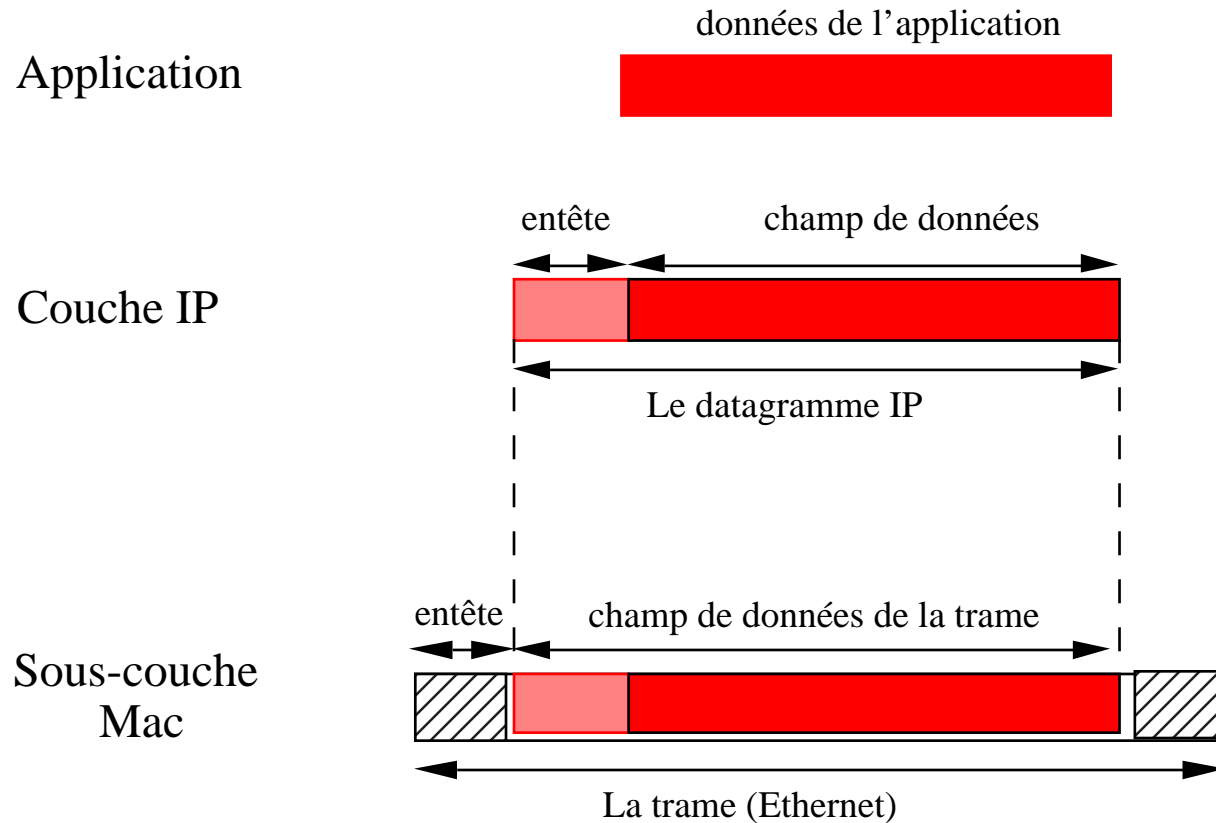 données de l’application
Application
entête
champ de données
Couche IP
Le datagramme IP
entête
champ de données de la trame
Sous-couche
Mac
La trame (Ethernet)